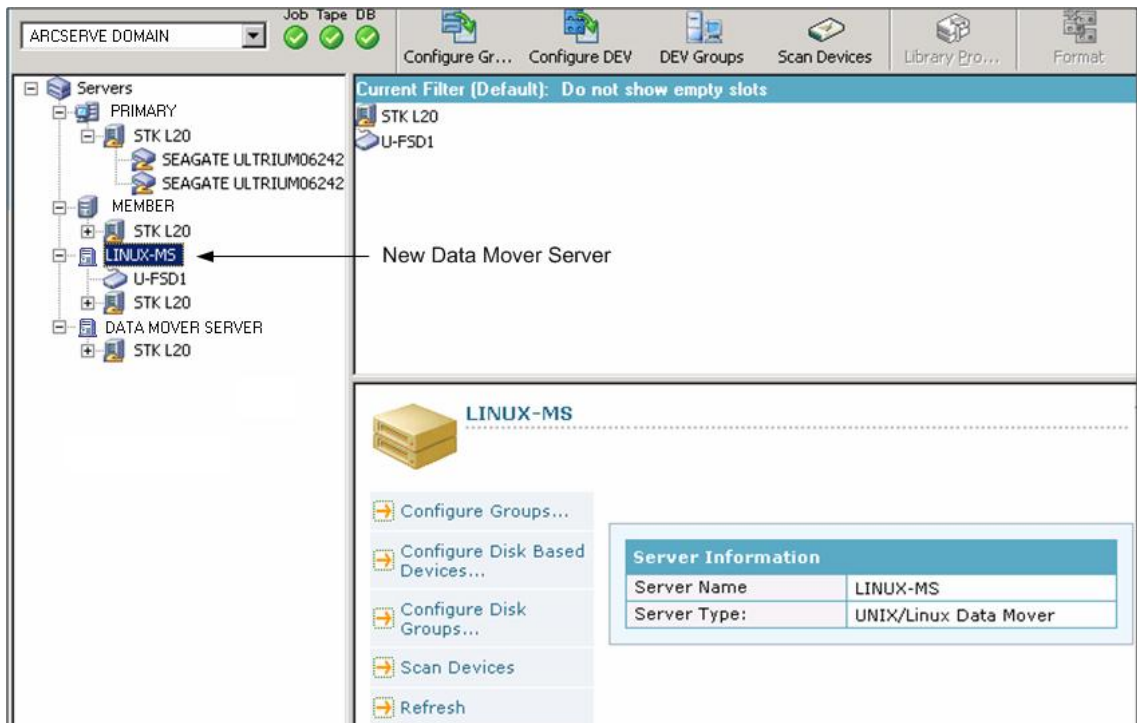 Job Tape DB
ARCSERVE DOMAIN
Configure Gr...
Configure DEV
DEV Groups
Scan Devices
Library Pro...
Format
Servers
PRIMARY
STK L20
SEAGATE ULTRIUM06242
SEAGATE ULTRIUM06242
MEMBER
STK L20
LINUX-MS
U-FSD1
STK L20
DATA MOVER SERVER
STK L20
Current Filter (Default): Do not show empty slots
STK L20
U-FSD1
New Data Mover Server
LINUX-MS
Configure Groups...
Configure Disk Based
Devices...
Configure Disk
Groups...
Scan Devices
Refresh
Server Information
Server Name LINUX-MS
Server Type: UNIX/Linux Data Mover